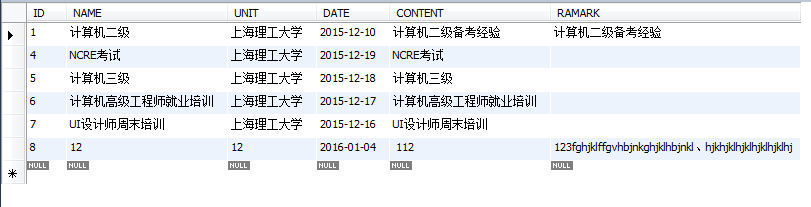 ID NAME UNIT DATE CONTENT RAMARK
1 计算机二级 上海理工大学 2015-12-10 计算机二级备考经验 计算机二级备考经验
4 NCRE考试 上海理工大学 2015-12-19 NCRE考试
5 计算机三级 上海理工大学 2015-12-18 计算机三级
6 计算机高级工程师就业培训 上海理工大学 2015-12-17 计算机高级工程师就业培训
7 UI设计师周末培训 上海理工大学 2015-12-16 UI设计师周末培训
8 12 12 2016-01-04 112 123fghjklffgvhbjnkghjklhbjnkl、hjkhjklhjklhjklhjklhj
NULL NULL NULL NULL NULL NULL